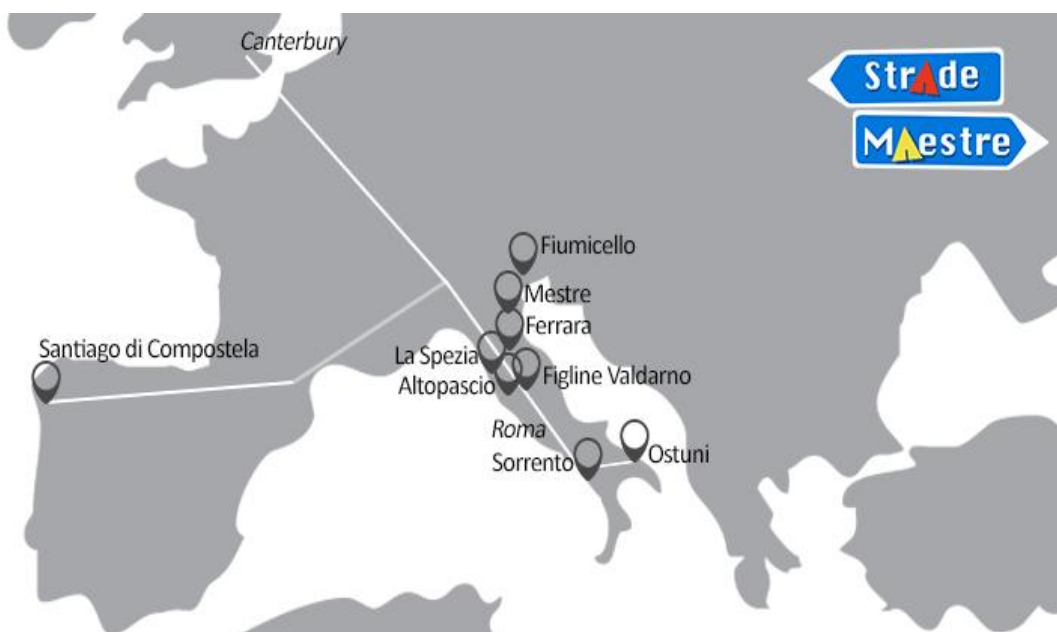 Canterbury
Strade
Maestre
Fiumicello
Mestre
Ferrara
Santiago di Compostela
La Spezia
Altopascio
Figline Valdarno
Roma
Sorrento
Ostuni